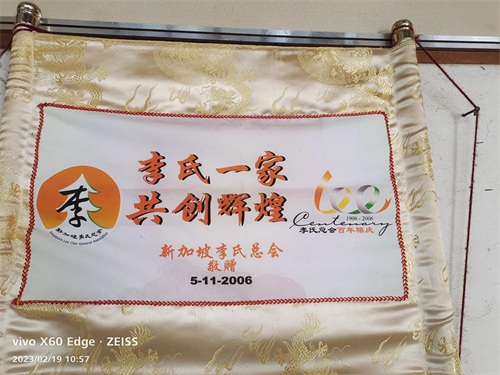 李氏一家
共创辉煌
李
新加坡李氏总会
Singapore Lee Clan General Association
100
1906 - 2006
Centenary
李氏总会百年禧庆
新加坡李氏总会
敬赠
5-11-2006
vivo X60 Edge · ZEISS
2023/02/19 10:57